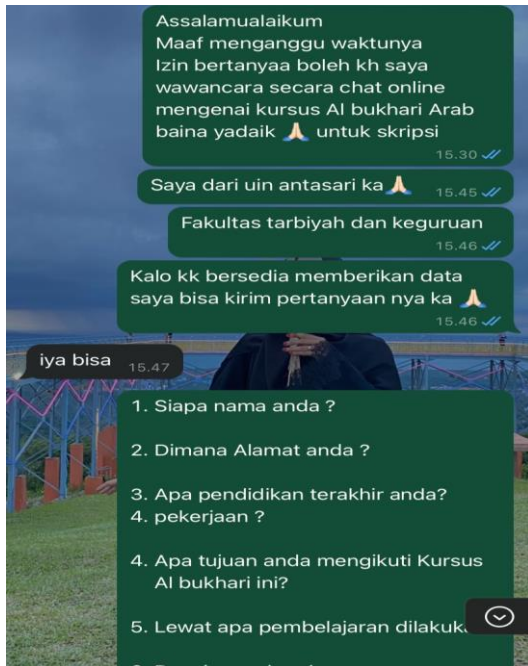 Assalamualaikum
Maaf menganggu waktunya
Izin bertanyaa boleh kh saya
wawancara secara chat online
mengenai kursus Al bukhari Arab
baina yadaik 🙏🏻 untuk skripsi
15.30
Saya dari uin antasari ka🙏🏻
15.45
Fakultas tarbiyah dan keguruan
15.46
Kalo kk bersedia memberikan data
saya bisa kirim pertanyaan nya ka 🙏🏻
15.46
iya bisa 15.47
1. Siapa nama anda ?
2. Dimana Alamat anda ?
3. Apa pendidikan terakhir anda?
4. pekerjaan ?
4. Apa tujuan anda mengikuti Kursus
Al bukhari ini?
5. Lewat apa pembelajaran dilakuk